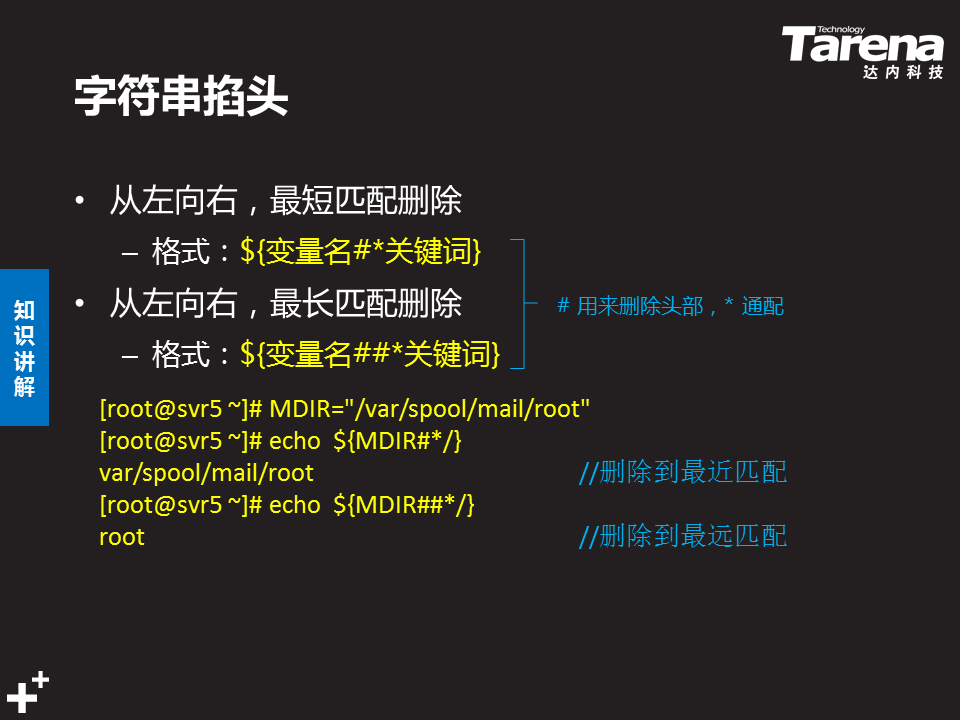 Technology
Tarena
达内科技
字符串掐头
• 从左向右，最短匹配删除
– 格式：${变量名#*关键词}
• 从左向右，最长匹配删除
– 格式：${变量名##*关键词}
# 用来删除头部，* 通配
知识讲解
[root@svr5 ~]# MDIR="/var/spool/mail/root"
[root@svr5 ~]# echo  ${MDIR#*/}
var/spool/mail/root //删除到最近匹配
[root@svr5 ~]# echo  ${MDIR##*/}
root //删除到最远匹配